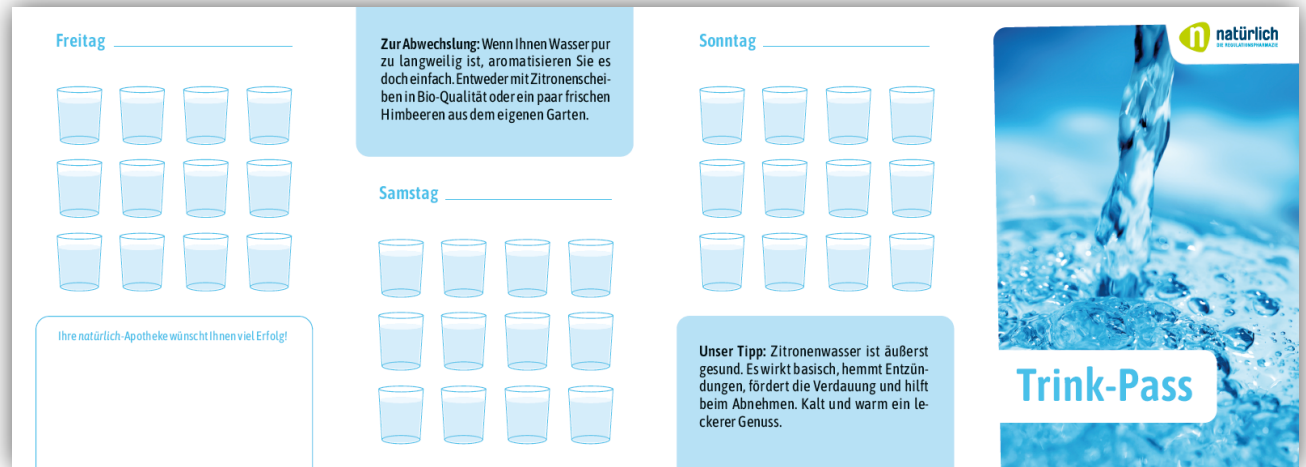 Freitag
Ihre natürlich-Apotheke wünscht Ihnen viel Erfolg!
Zur Abwechslung: Wenn Ihnen Wasser pur
zu langweilig ist, aromatisieren Sie es
doch einfach. Entweder mit Zitronenschei-
ben in Bio-Qualität oder ein paar frischen
Himbeeren aus dem eigenen Garten.
Samstag
Sonntag
Unser Tipp: Zitronenwasser ist äußerst
gesund. Es wirkt basisch, hemmt Entzün-
dungen, fördert die Verdauung und hilft
beim Abnehmen. Kalt und warm ein le-
ckerer Genuss.
n natürlich
DIE REGULATIONSPHARMAZIE
Trink-Pass